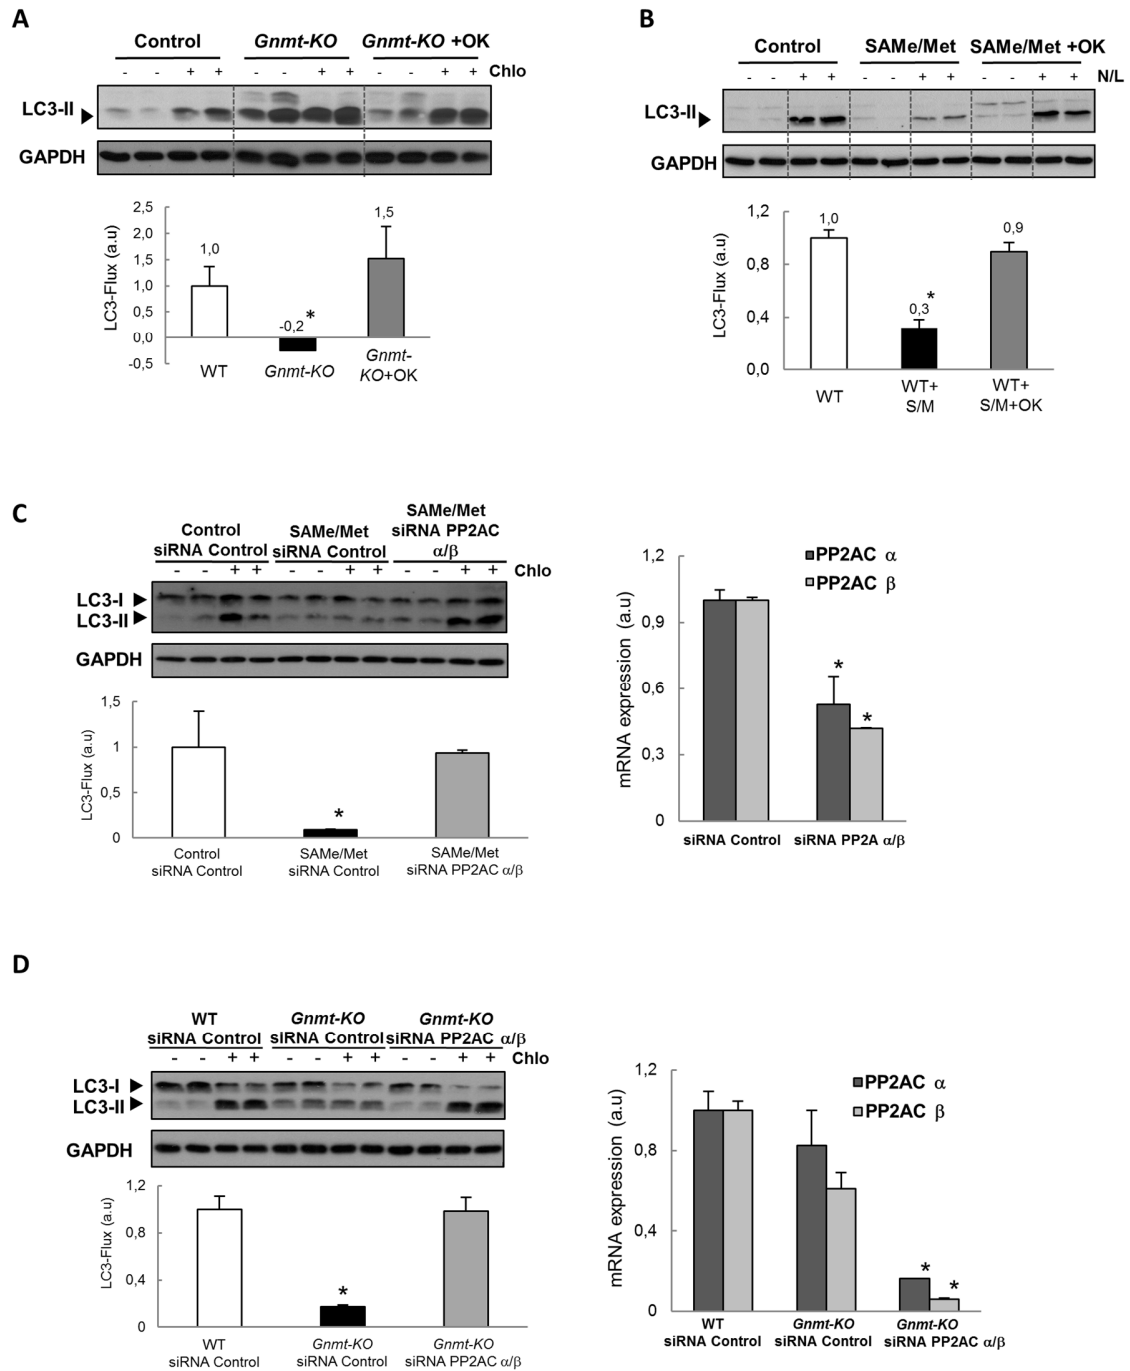 A
Control Gnmt-KO Gnmt-KO +OK
- - + + - - + + - - + + Chlo
LC3-II
GAPDH
LC3-Flux (a.u)
2,5
2,0
1,5
1,0
0,5
0,0
-0,5
1,0
-0,2
*
1,5
WT Gnmt-KO Gnmt-
KO+OK
B
Control SAMe/Met SAMe/Met +OK
- - + + - - + + - - + + N/L
LC3-II
GAPDH
LC3-Flux (a.u)
1,2
0,8
0,4
0,0
1,0
0,3
*
0,9
WT WT+
S/M
WT+
S/M+OK
C
Control
siRNA Control
SAMe/Met
siRNA Control
SAMe/Met
siRNA PP2AC
α/β
- - + + - - + + - - + + Chlo
LC3-I
LC3-II
GAPDH
LC3-Flux (a.u)
1,5
1
0,5
0
*
Control
siRNA Control
SAMe/Met
siRNA Control
SAMe/Met
siRNA PP2AC α/β
mRNA expression (a.u)
1,2
0,9
0,6
0,3
0
PP2AC α
PP2AC β
*
*
siRNA Control siRNA PP2A α/β
D
WT
siRNA Control
Gnmt-KO
siRNA Control
Gnmt-KO
siRNA PP2AC α/β
- - + + - - + + - - + + Chlo
LC3-I
LC3-II
GAPDH
LC3-Flux (a.u)
1,2
0,8
0,4
0
*
WT
siRNA Control
Gnmt-KO
siRNA Control
Gnmt-KO
siRNA PP2AC α/β
mRNA expression (a.u)
1,2
0,8
0,4
0
PP2AC α
PP2AC β
*
*
WT
siRNA Control
Gnmt-KO
siRNA Control
Gnmt-KO
siRNA PP2AC α/β